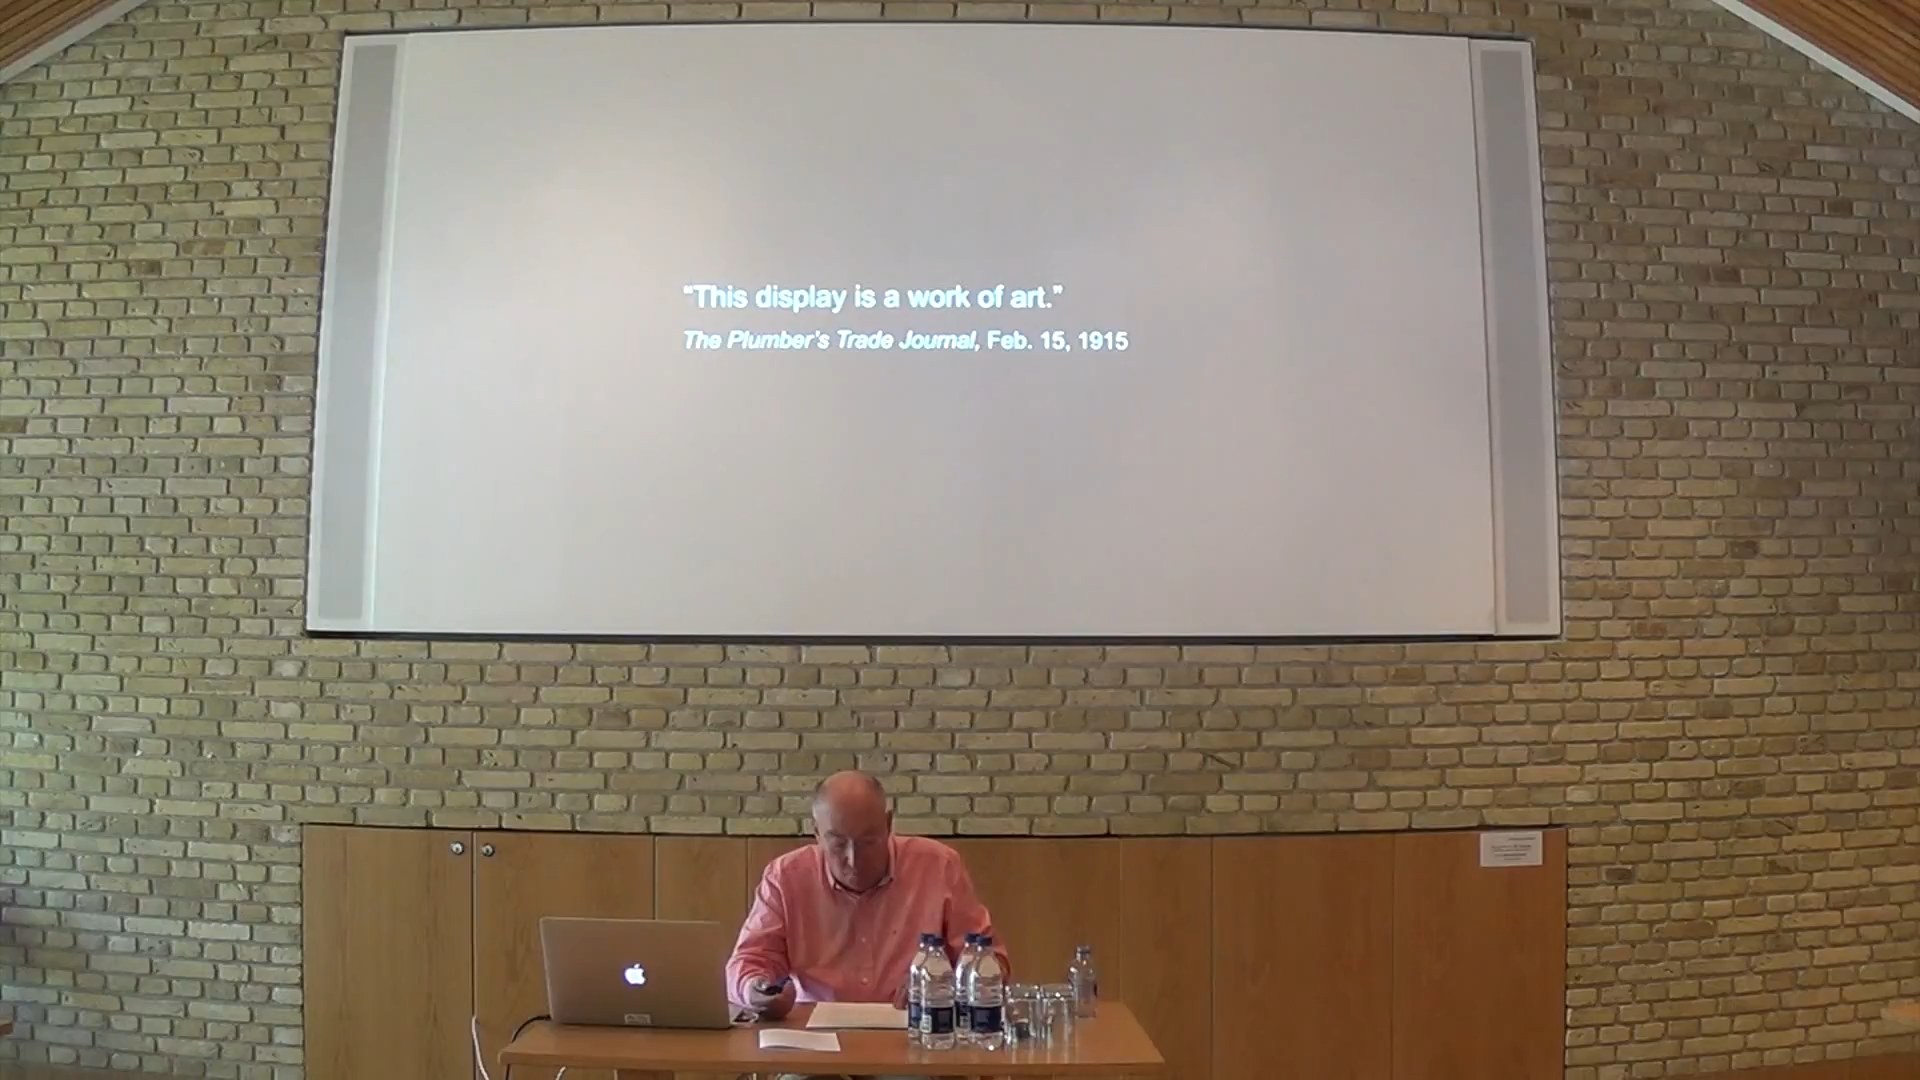 “This display is a work of art.”
The Plumber's Trade Journal, Feb. 15, 1915